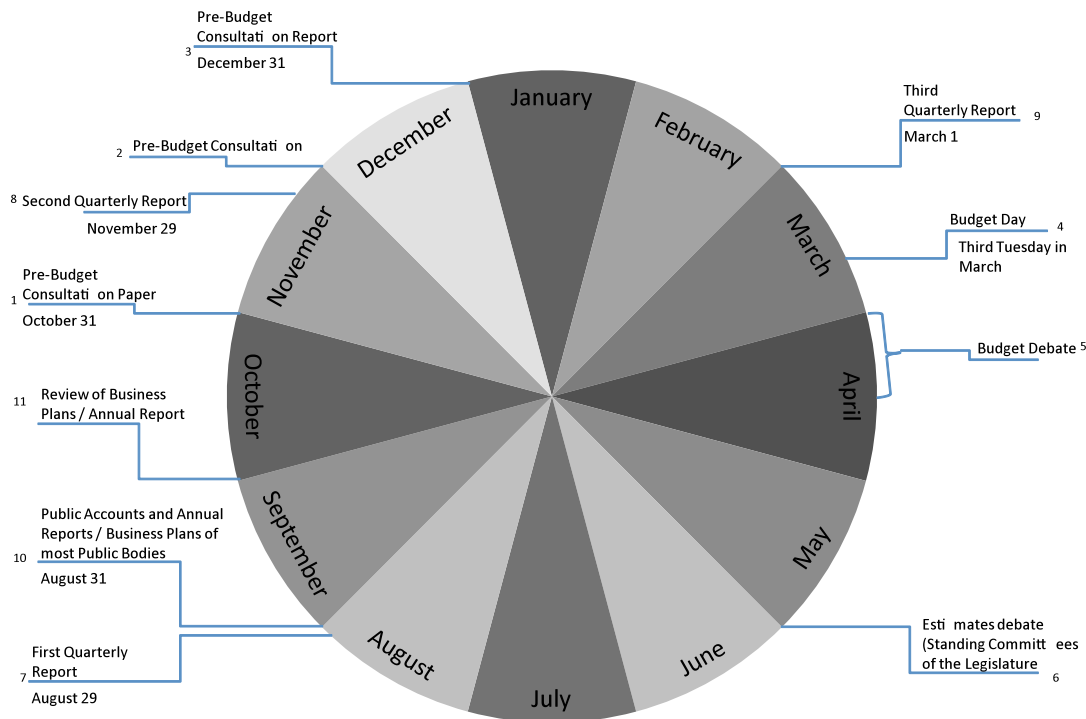 Pre-Budget
Consultati on Report
3
December 31
January
February
Third
Quarterly Report
9
March 1
December
2
Pre-Budget Consultati on
8
Second Quarterly Report
November 29
November
March
Budget Day
4
Third Tuesday in
March
Pre-Budget
Consultati on Paper
1
October 31
Budget Debate
5
October
April
11
Review of Business
Plans / Annual Report
September
May
Public Accounts and Annual
Reports / Business Plans of
most Public Bodies
10
August 31
August
June
July
Esti mates debate
(Standing Committ ees
of the Legislature
6
First Quarterly
Report
7
August 29